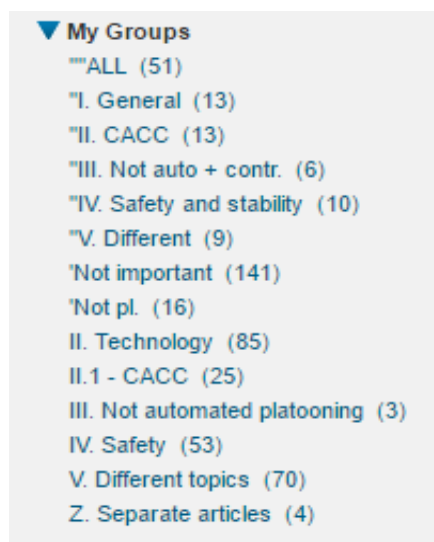 My Groups
""ALL (51)
"I. General (13)
"II. CACC (13)
"III. Not auto + contr. (6)
"IV. Safety and stability (10)
"V. Different (9)
'Not important (141)
'Not pl. (16)
II. Technology (85)
II.1 - CACC (25)
III. Not automated platooning (3)
IV. Safety (53)
V. Different topics (70)
Z. Separate articles (4)